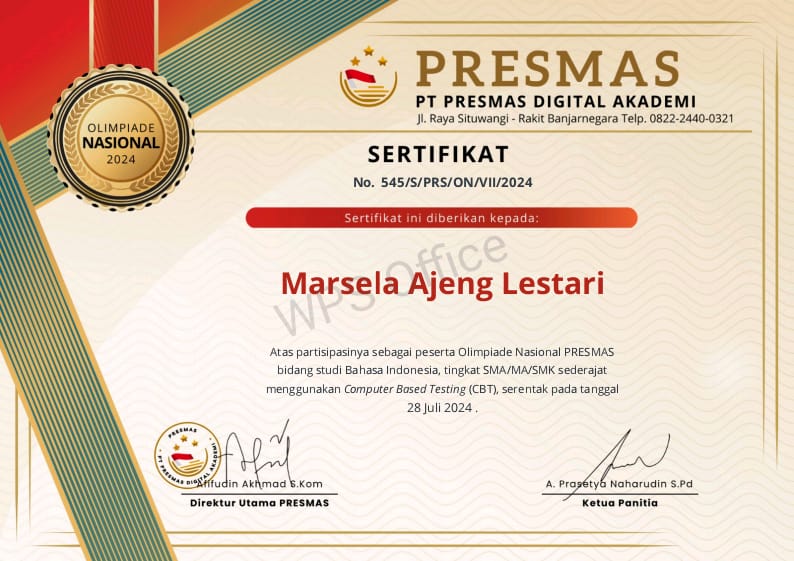 OLIMPIADE
NASIONAL
2024
PRESMAS
PT PRESMAS DIGITAL AKADEMI
Jl. Raya Situwangi - Rakit Banjarnegara Telp. 0822-2440-0321
SERTIFIKAT
No. 545/S/PRS/ON/VII/2024
Sertifikat ini diberikan kepada:
Marsela Ajeng Lestari
WPS Office
Atas partisipasinya sebagai peserta Olimpiade Nasional PRESMAS
bidang studi Bahasa Indonesia, tingkat SMA/MA/SMK sederajat
menggunakan Computer Based Testing (CBT), serentak pada tanggal
28 Juli 2024 .
PRESMAS
PT PRESMAS DIGITAL AKADEMI
Afifudin Akhmad S.Kom
Direktur Utama PRESMAS
A. Prasetya Naharudin S.Pd
Ketua Panitia